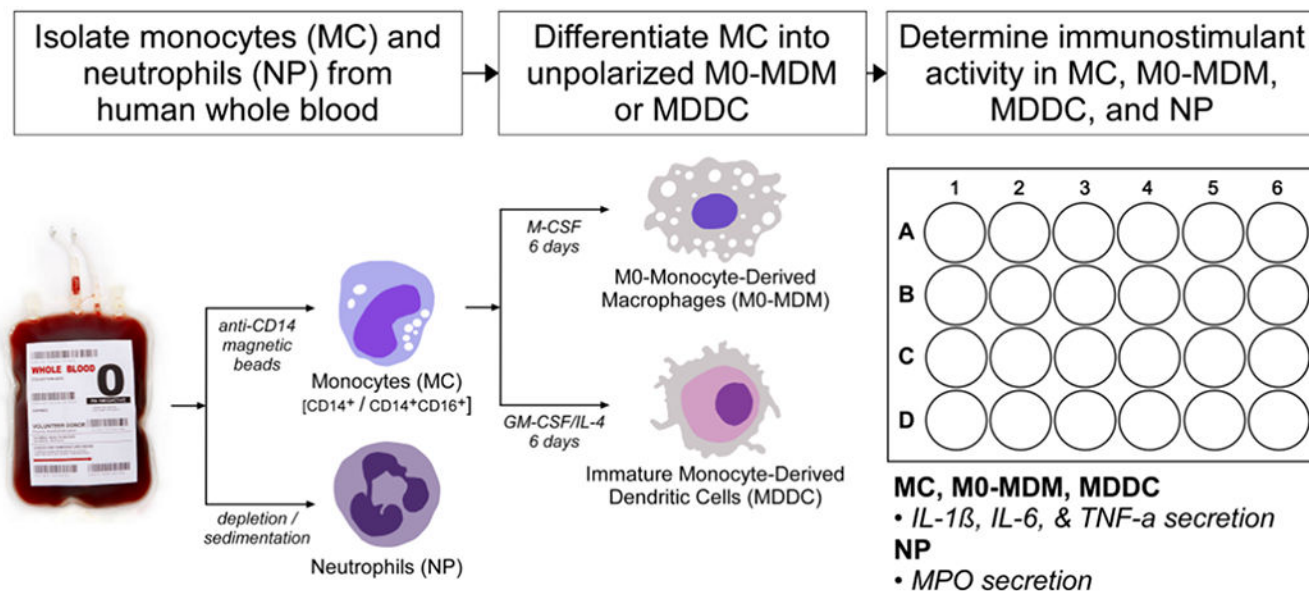 Isolate monocytes (MC) and
neutrophils (NP) from
human whole blood
Differentiate MC into
unpolarized M0-MDM
or MDDC
Determine immunostimulant
activity in MC, M0-MDM,
MDDC, and NP
WHOLE BLOOD
O
VOLUNTEER DONOR
anti-CD14
magnetic
beads
Monocytes (MC)
[CD14+ / CD14+CD16+]
depletion /
sedimentation
Neutrophils (NP)
M-CSF
6 days
M0-Monocyte-Derived
Macrophages (M0-MDM)
GM-CSF/IL-4
6 days
Immature Monocyte-Derived
Dendritic Cells (MDDC)
1 2 3 4 5 6
A
B
C
D
MC, M0-MDM, MDDC
• IL-1ß, IL-6, & TNF-a secretion
NP
• MPO secretion